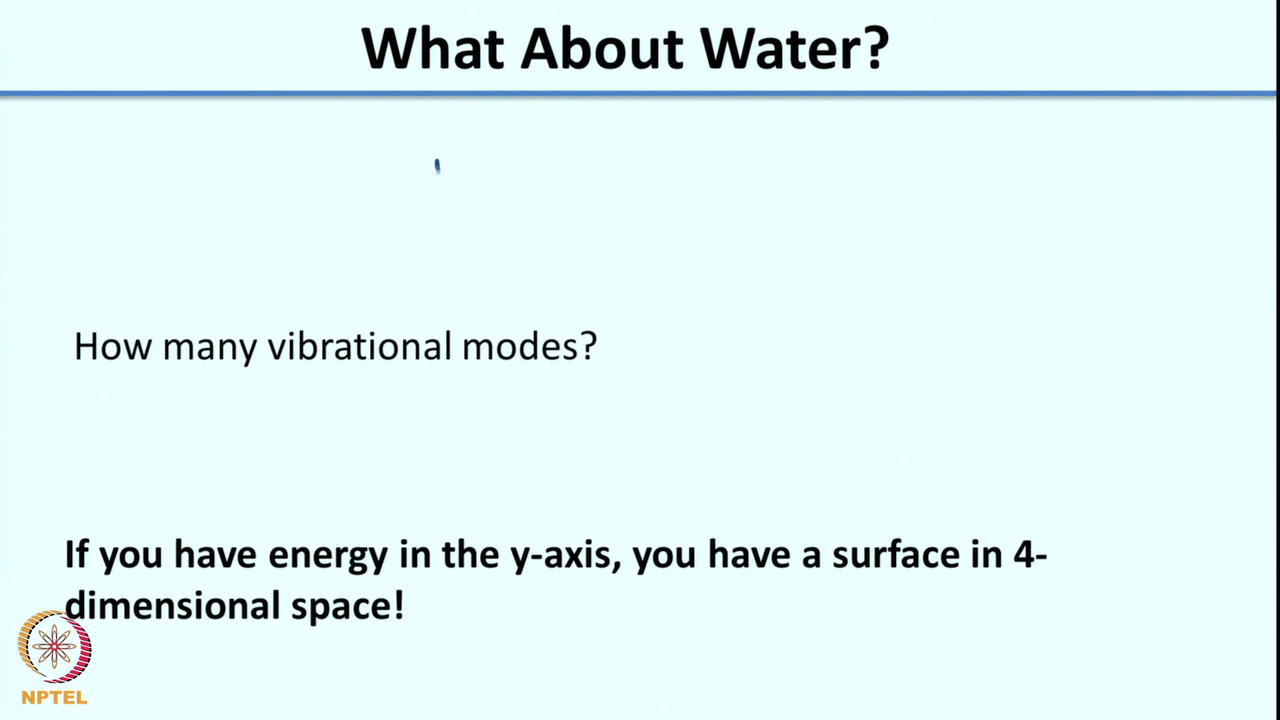 What About Water?
How many vibrational modes?
If you have energy in the y-axis, you have a surface in 4-
dimensional space!
NPTEL